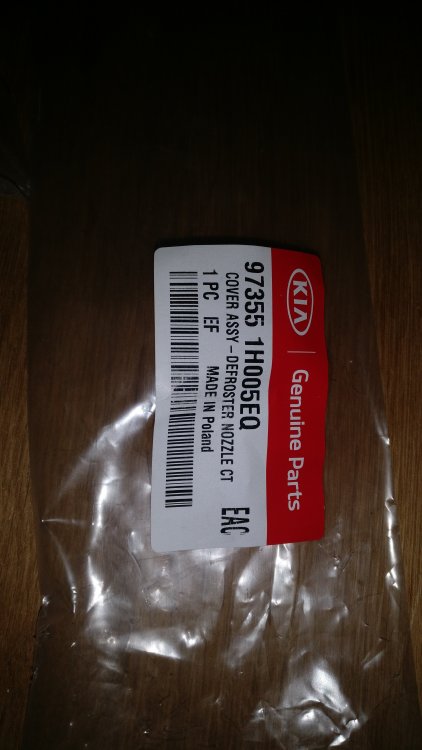 KIA Genuine Parts
97355 1H005EQ
COVER ASSY-DEFROSTER NOZZLE CT
1 PC EF MADE IN Poland
EAC